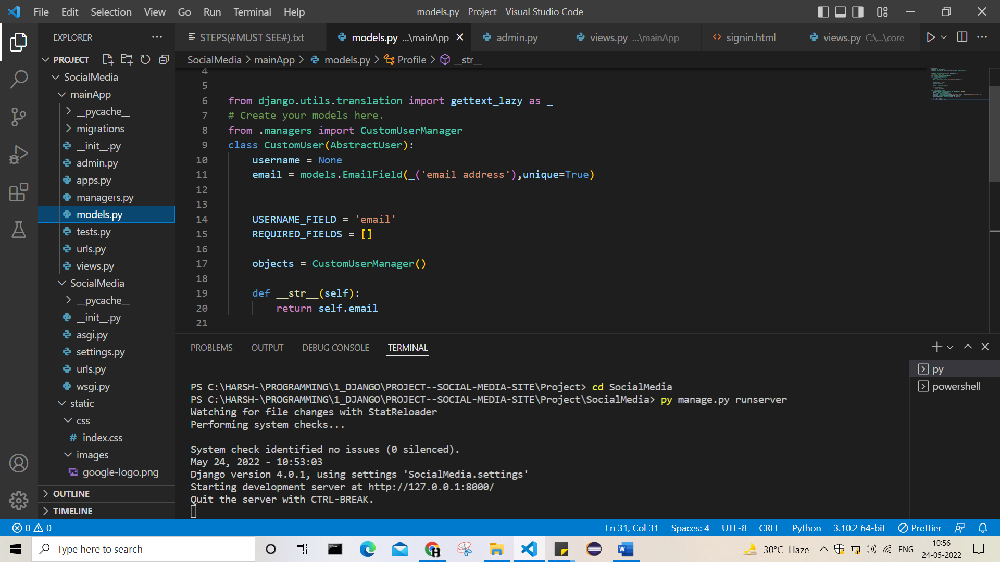 File Edit Selection View Go Run Terminal Help
models.py - Project - Visual Studio Code
EXPLORER
PROJECT
SocialMedia
mainApp
__pycache__
migrations
__init__.py
admin.py
apps.py
managers.py
models.py
tests.py
urls.py
views.py
SocialMedia
__pycache__
__init__.py
asgi.py
settings.py
urls.py
wsgi.py
static
css
# index.css
images
google-logo.png
OUTLINE
TIMELINE
STEPS(#MUST SEE#).txt models.py ...\mainApp admin.py views.py ...\mainApp signin.html views.py C:\...\core
SocialMedia > mainApp > models.py > Profile > __str__
4
5
6 from django.utils.translation import gettext_lazy as _
7 # Create your models here.
8 from .managers import CustomUserManager
9 class CustomUser(AbstractUser):
10 username = None
11 email = models.EmailField(_('email address'),unique=True)
12
13
14 USERNAME_FIELD = 'email'
15 REQUIRED_FIELDS = []
16
17 objects = CustomUserManager()
18
19 def __str__(self):
20 return self.email
21
PROBLEMS OUTPUT DEBUG CONSOLE TERMINAL
py
powershell
PS C:\HARSH-\PROGRAMMING\1_DJANGO\PROJECT--SOCIAL-MEDIA-SITE\Project> cd SocialMedia
PS C:\HARSH-\PROGRAMMING\1_DJANGO\PROJECT--SOCIAL-MEDIA-SITE\Project\SocialMedia> py manage.py runserver
Watching for file changes with StatReloader
Performing system checks...
System check identified no issues (0 silenced).
May 24, 2022 - 10:53:03
Django version 4.0.1, using settings 'SocialMedia.settings'
Starting development server at http://127.0.0.1:8000/
Quit the server with CTRL-BREAK.
0 0 Ln 31, Col 31 Spaces: 4 UTF-8 CRLF Python 3.10.2 64-bit Prettier
Type here to search
30°C Haze ENG
10:56
24-05-2022